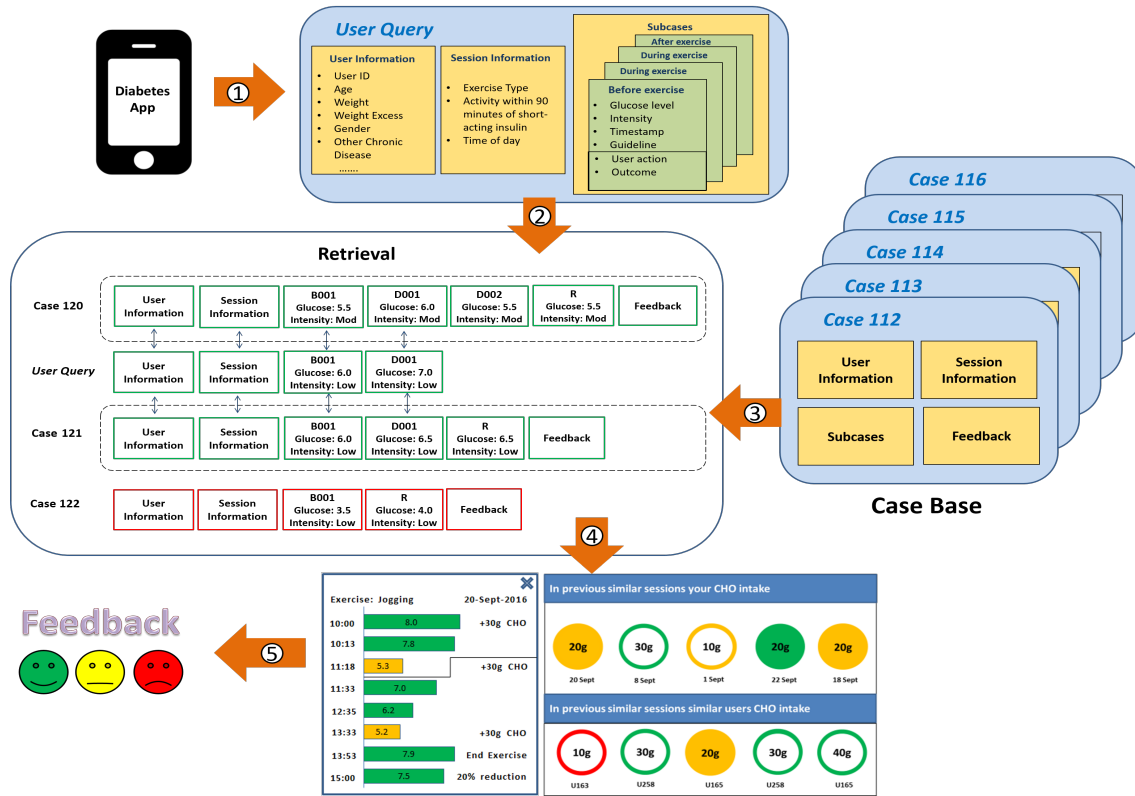 Diabetes
App
①
User Query
User Information
• User ID
• Age
• Weight
• Weight Excess
• Gender
• Other Chronic
Disease
.......
Session Information
• Exercise Type
• Activity within 90
minutes of short-
acting insulin
• Time of day
Subcases
After exercise
During exercise
During exercise
Before exercise
• Glucose level
• Intensity
• Timestamp
• Guideline
• User action
• Outcome
②
Retrieval
Case 120
User
Information
Session
Information
B001
Glucose: 5.5
Intensity: Mod
D001
Glucose: 6.0
Intensity: Mod
D002
Glucose: 5.5
Intensity: Mod
R
Glucose: 5.5
Intensity: Mod
Feedback
User Query
User
Information
Session
Information
B001
Glucose: 6.0
Intensity: Low
D001
Glucose: 7.0
Intensity: Low
Case 121
User
Information
Session
Information
B001
Glucose: 6.0
Intensity: Low
D001
Glucose: 6.5
Intensity: Low
R
Glucose: 6.5
Intensity: Low
Feedback
Case 122
User
Information
Session
Information
B001
Glucose: 3.5
Intensity: Low
R
Glucose: 4.0
Intensity: Low
Feedback
Case 116
Case 115
Case 114
Case 113
Case 112
User
Information
Session
Information
Subcases
Feedback
Case Base
③
④
Exercise: Jogging 20-Sept-2016
10:00 8.0 +30g CHO
10:13 7.8
11:18 5.3 +30g CHO
11:33 7.0
12:35 6.2
13:33 5.2 +30g CHO
13:53 7.9 End Exercise
15:00 7.5 20% reduction
In previous similar sessions your CHO intake
20g 30g 10g 20g 20g
20 Sept 8 Sept 1 Sept 22 Sept 18 Sept
In previous similar sessions similar users CHO intake
10g 30g 20g 30g 40g
U163 U258 U165 U258 U165
⑤
Feedback